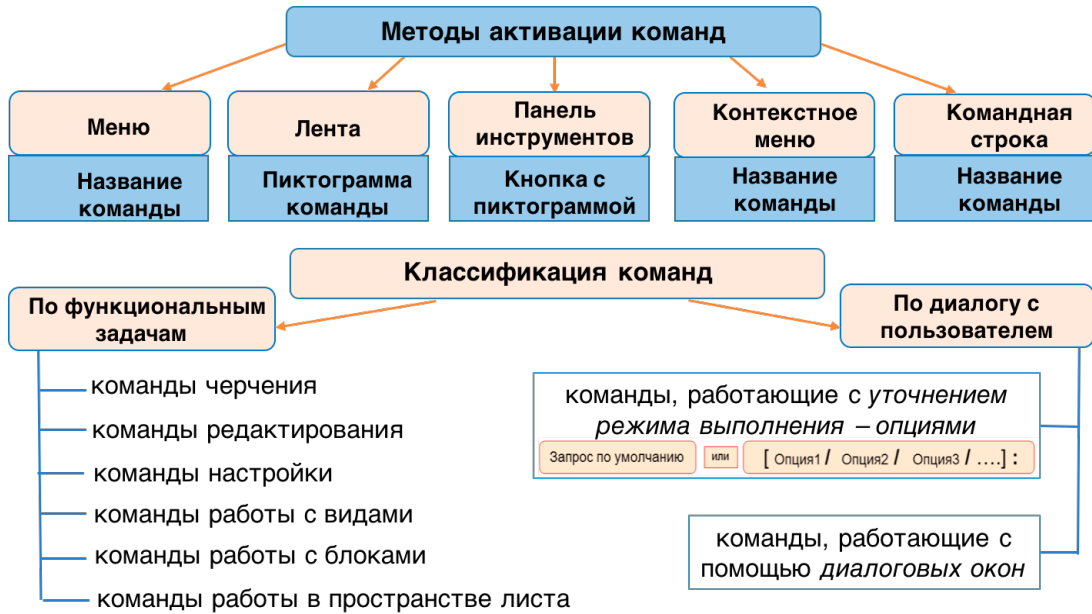 Методы активации команд
Меню
Лента
Панель
инструментов
Контекстное
меню
Командная
строка
Название
команды
Пиктограмма
команды
Кнопка с
пиктограммой
Название
команды
Название
команды
Классификация команд
По функциональным
задачам
команды черчения
команды редактирования
команды настройки
команды работы с видами
команды работы с блоками
команды работы в пространстве листа
По диалогу с
пользователем
команды, работающие с уточнением
режима выполнения – опциями
Запрос по умолчанию или [ Опция1 / Опция2 / Опция3 / ....] :
команды, работающие с
помощью диалоговых окон